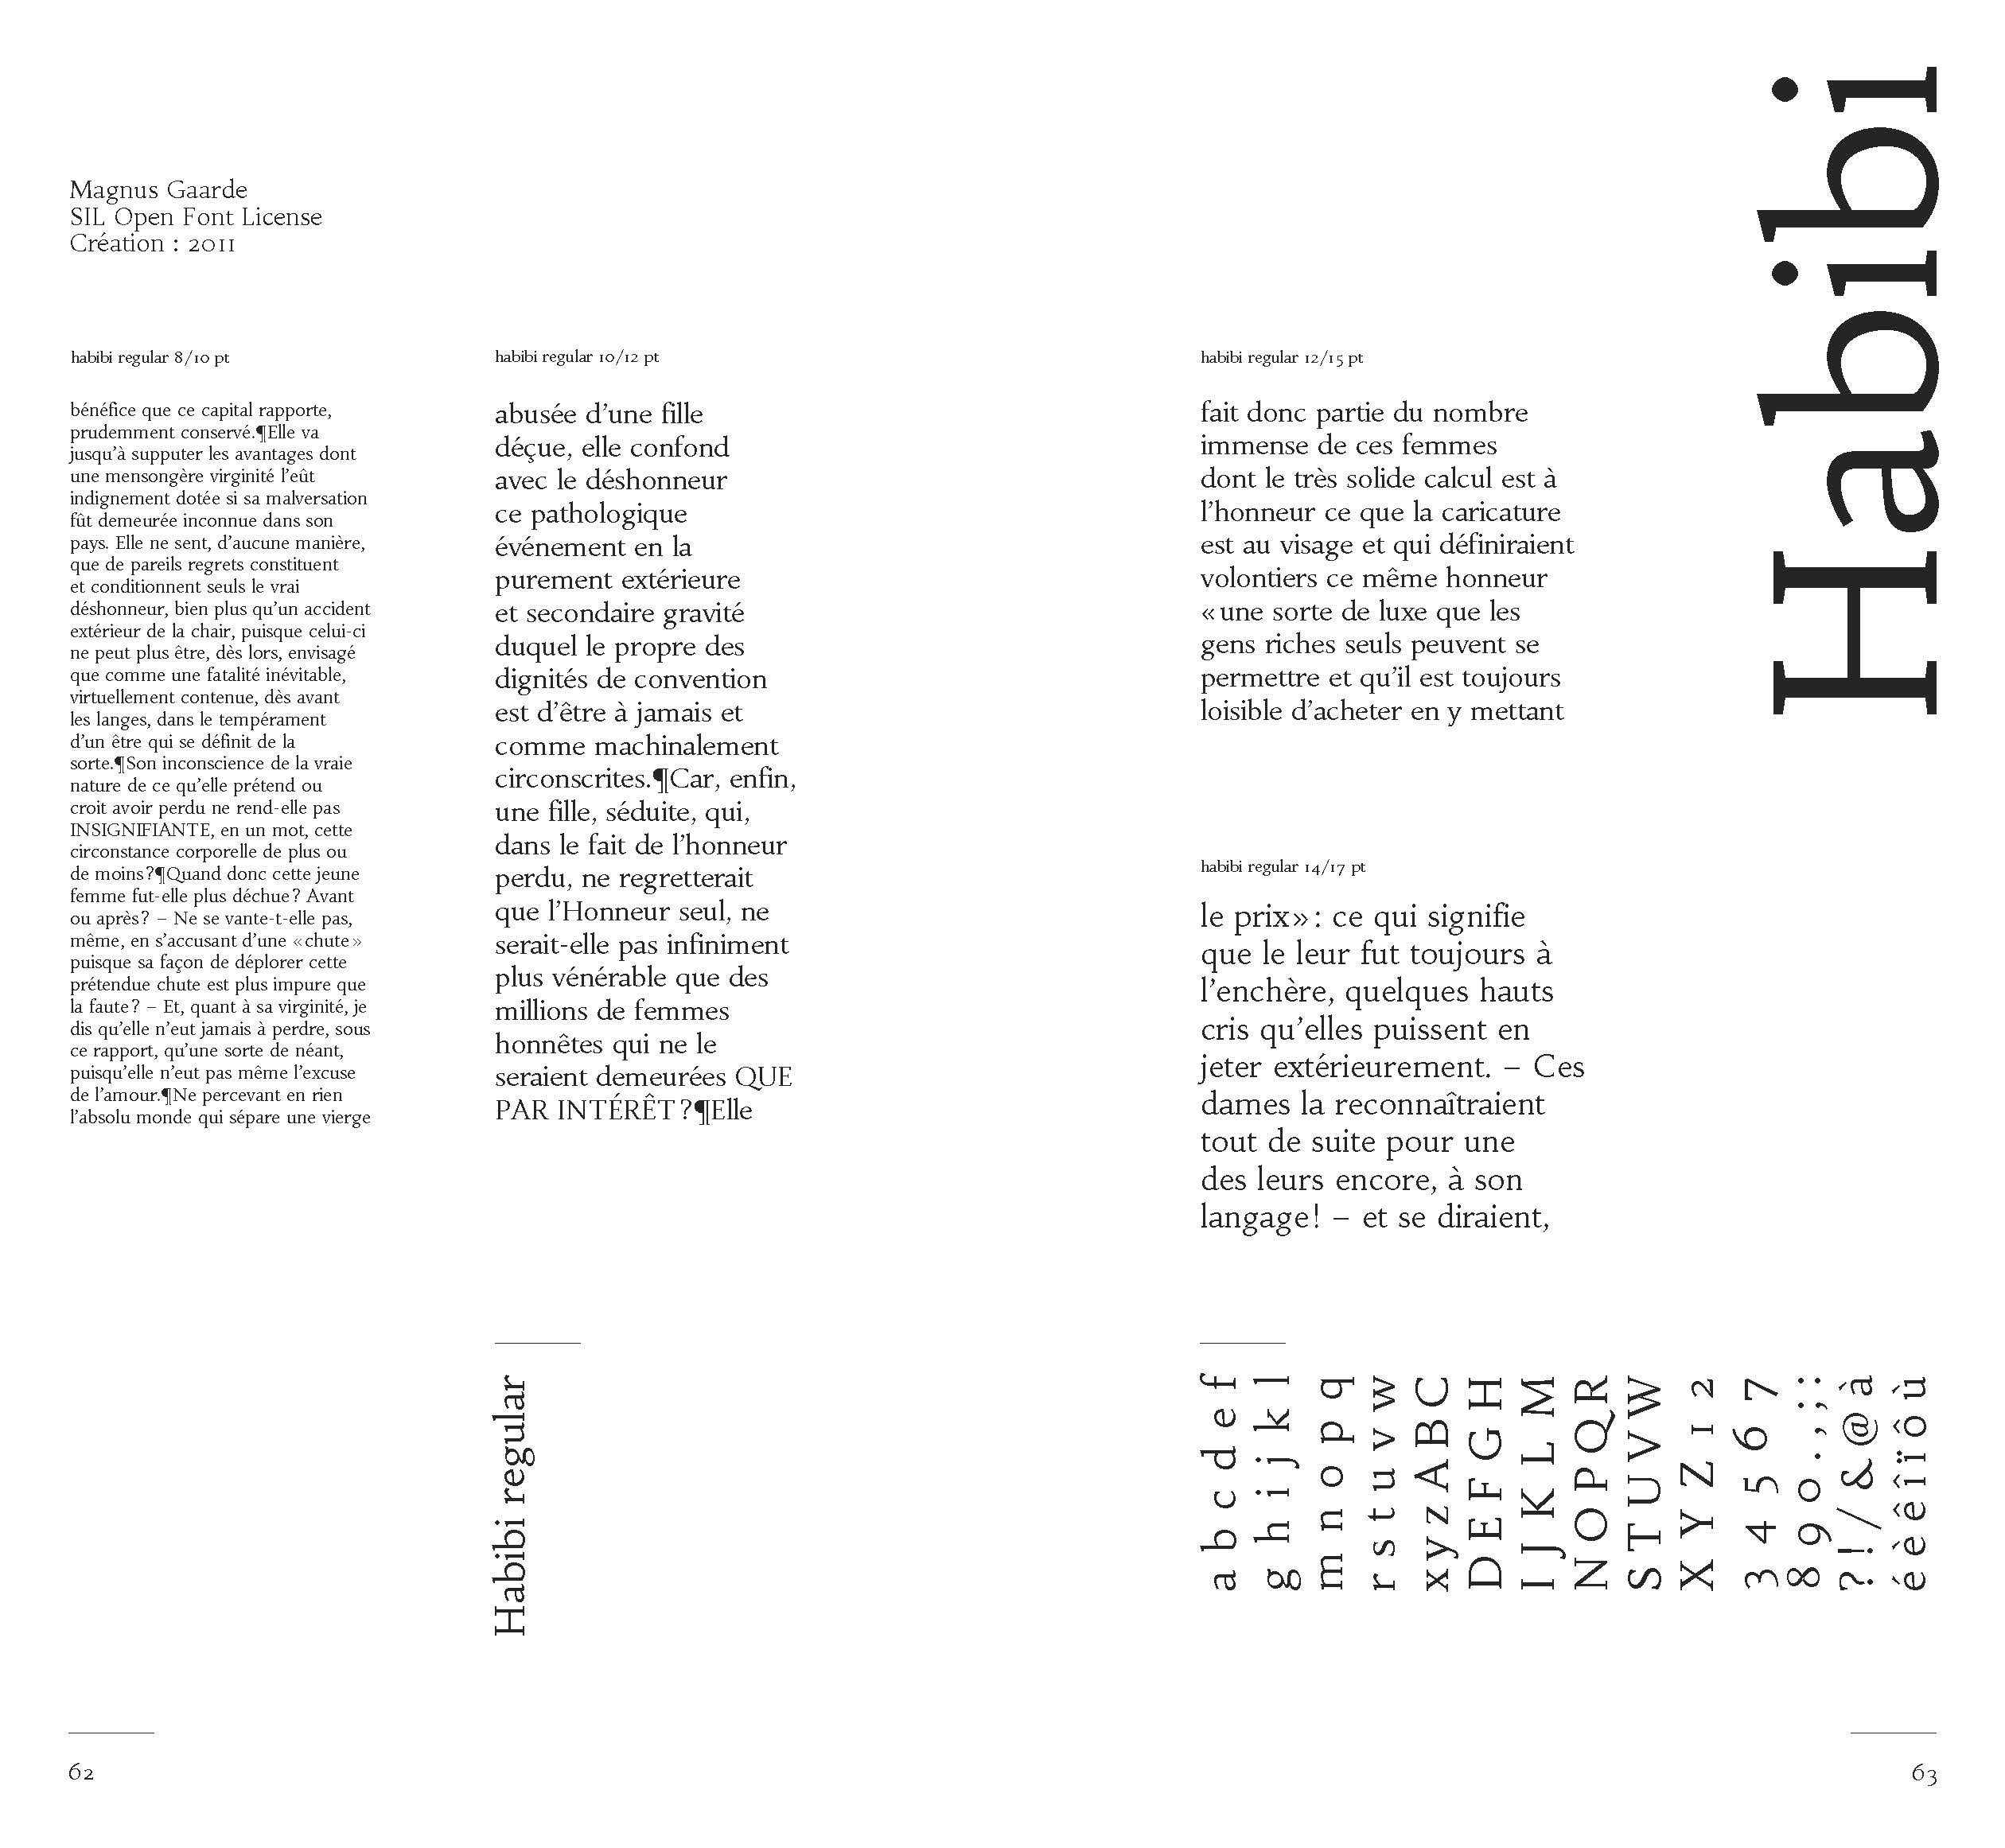 Magnus Gaarde
SIL Open Font License
Création : 2011
habibi regular 8/10 pt
bénéfice que ce capital rapporte,
prudemment conservé.¶Elle va
jusqu’à supputer les avantages dont
une mensongère virginité l’eût
indignement dotée si sa malversation
fût demeurée inconnue dans son
pays. Elle ne sent, d’aucune manière,
que de pareils regrets constituent
et conditionnent seuls le vrai
déshonneur, bien plus qu’un accident
extérieur de la chair, puisque celui-ci
ne peut plus être, dès lors, envisagé
que comme une fatalité inévitable,
virtuellement contenue, dès avant
les langes, dans le tempérament
d’un être qui se définit de la
sorte.¶Son inconscience de la vraie
nature de ce qu’elle prétend ou
croit avoir perdu ne rend-elle pas
INSIGNIFIANTE, en un mot, cette
circonstance corporelle de plus ou
de moins ?¶Quand donc cette jeune
femme fut-elle plus déchue ? Avant
ou après ? – Ne se vante-t-elle pas,
même, en s’accusant d’une « chute »
puisque sa façon de déplorer cette
prétendue chute est plus impure que
la faute ? – Et, quant à sa virginité, je
dis qu’elle n’eut jamais à perdre, sous
ce rapport, qu’une sorte de néant,
puisqu’elle n’eut pas même l’excuse
de l’amour.¶Ne percevant en rien
l’absolu monde qui sépare une vierge
habibi regular 10/12 pt
abusée d’une fille
déçue, elle confond
avec le déshonneur
ce pathologique
événement en la
purement extérieure
et secondaire gravité
duquel le propre des
dignités de convention
est d’être à jamais et
comme machinalement
circonscrites.¶Car, enfin,
une fille, séduite, qui,
dans le fait de l’honneur
perdu, ne regretterait
que l’Honneur seul, ne
serait-elle pas infiniment
plus vénérable que des
millions de femmes
honnêtes qui ne le
seraient demeurées QUE
PAR INTÉRÊT ?¶Elle
Habibi regular
62
habibi regular 12/15 pt
fait donc partie du nombre
immense de ces femmes
dont le très solide calcul est à
l’honneur ce que la caricature
est au visage et qui définiraient
volontiers ce même honneur
« une sorte de luxe que les
gens riches seuls peuvent se
permettre et qu’il est toujours
loisible d’acheter en y mettant
habibi regular 14/17 pt
le prix » : ce qui signifie
que le leur fut toujours à
l’enchère, quelques hauts
cris qu’elles puissent en
jeter extérieurement. – Ces
dames la reconnaîtraient
tout de suite pour une
des leurs encore, à son
langage ! – et se diraient,
Habibi
a b c d e f
g h i j k l
m n o p q
r s t u v w
x y z A B C
D E F G H
I J K L M
N O P Q R
S T U V W
X Y Z 1 2
3 4 5 6 7
8 9 0 . , ; :
? ! / & @ à
é è ê î ï ô ù
63